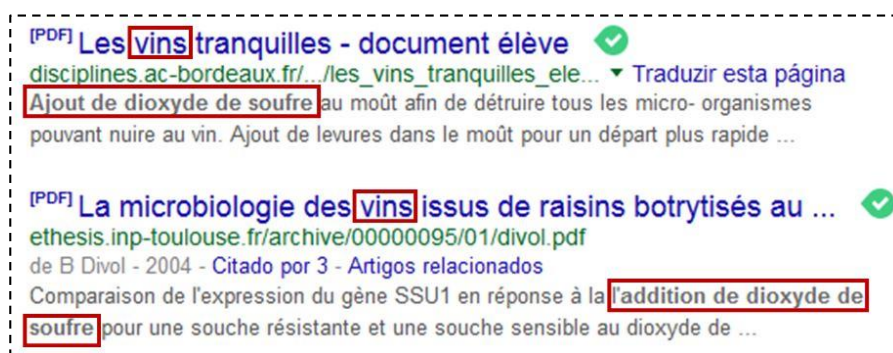 [PDF] Les vins tranquilles - document élève
disciplines.ac-bordeaux.fr/.../les_vins_tranquilles_ele... ▼ Traduzir esta página
Ajout de dioxyde de soufre au moût afin de détruire tous les micro- organismes
pouvant nuire au vin. Ajout de levures dans le moût pour un départ plus rapide ...
[PDF] La microbiologie des vins issus de raisins botrytisés au ...
ethesis.inp-toulouse.fr/archive/00000095/01/divol.pdf
de B Divol - 2004 - Citado por 3 - Artigos relacionados
Comparaison de l'expression du gène SSU1 en réponse à la l'addition de dioxyde de
soufre pour une souche résistante et une souche sensible au dioxyde de ...